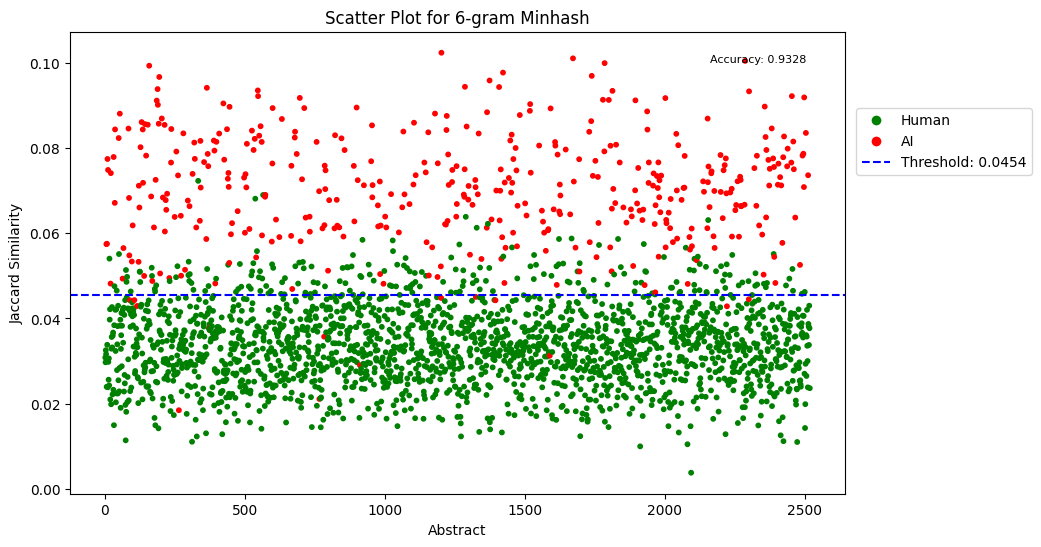 Scatter Plot for 6-gram Minhash
Accuracy: 0.9328
Human
AI
Threshold: 0.0454
Jaccard Similarity
0.10
0.08
0.06
0.04
0.02
0.00
0 500 1000 1500 2000 2500
Abstract